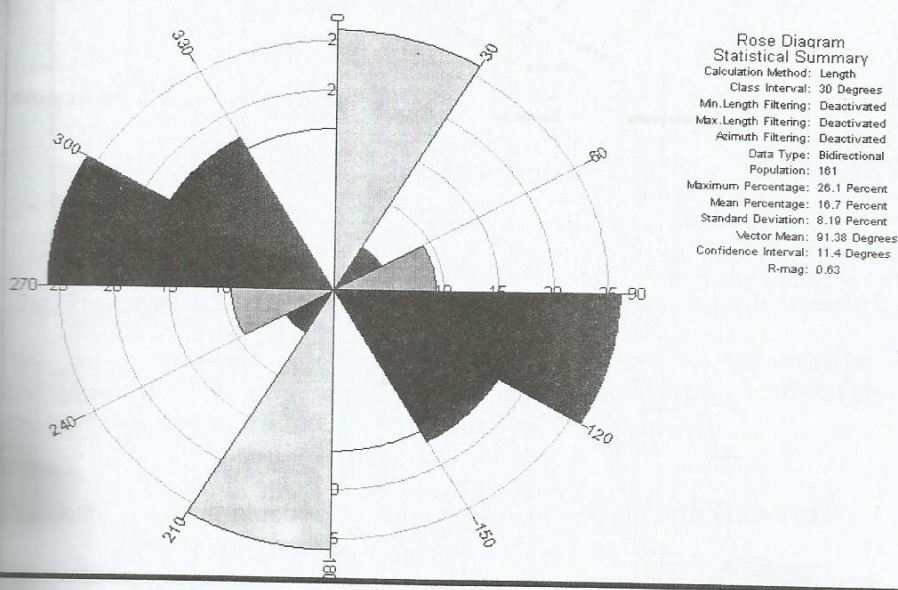 0
30
60
90
120
150
180
210
240
270
300
330
10
15
25
Rose Diagram
Statistical Summary
Calculation Method: Length
Class Interval: 30 Degrees
Min.Length Filtering: Deactivated
Max.Length Filtering: Deactivated
Azimuth Filtering: Deactivated
Data Type: Bidirectional
Population: 161
Maximum Percentage: 26.1 Percent
Mean Percentage: 16.7 Percent
Standard Deviation: 8.19 Percent
Vector Mean: 91.38 Degrees
Confidence Interval: 11.4 Degrees
R-mag: 0.63